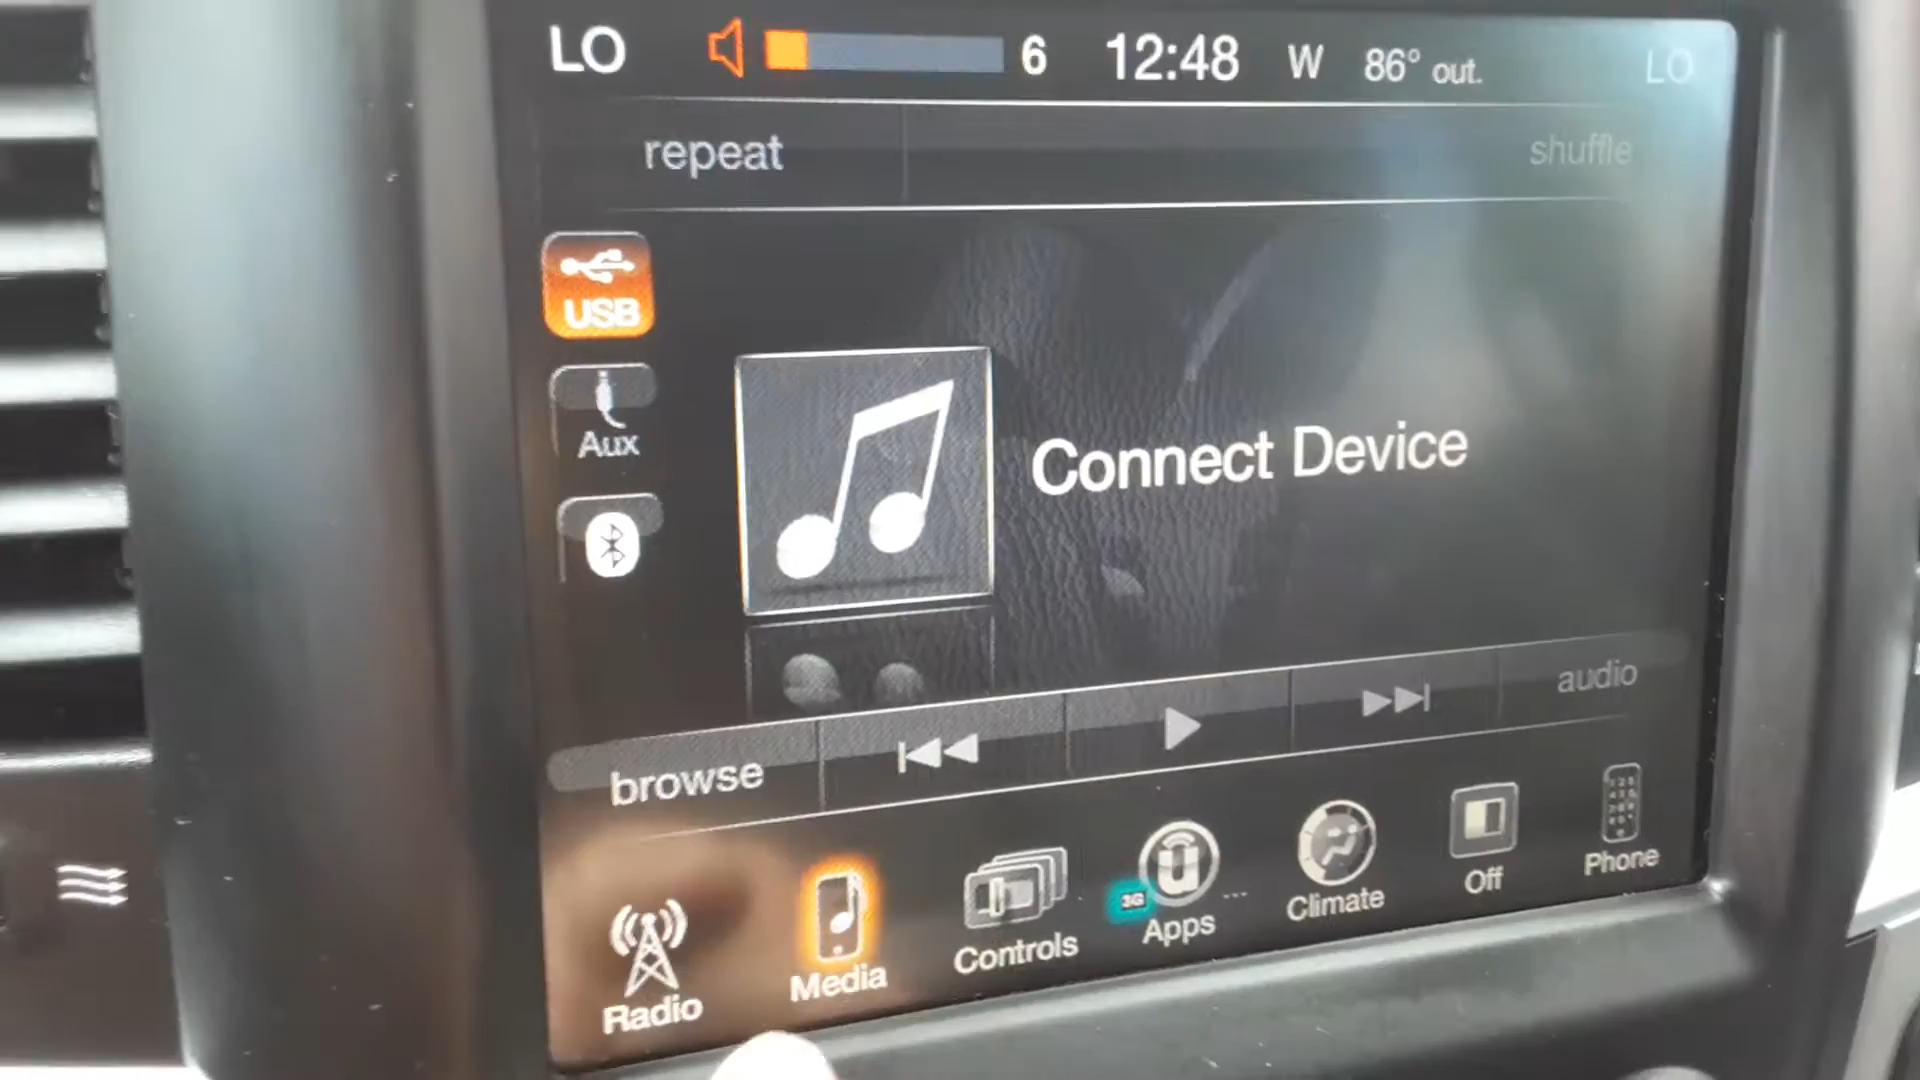 LO 6 12:48 W 86° out. LO
repeat shuffle
USB
Aux
Connect Device
browse audio
Radio Media Controls 3G Apps Climate Off Phone